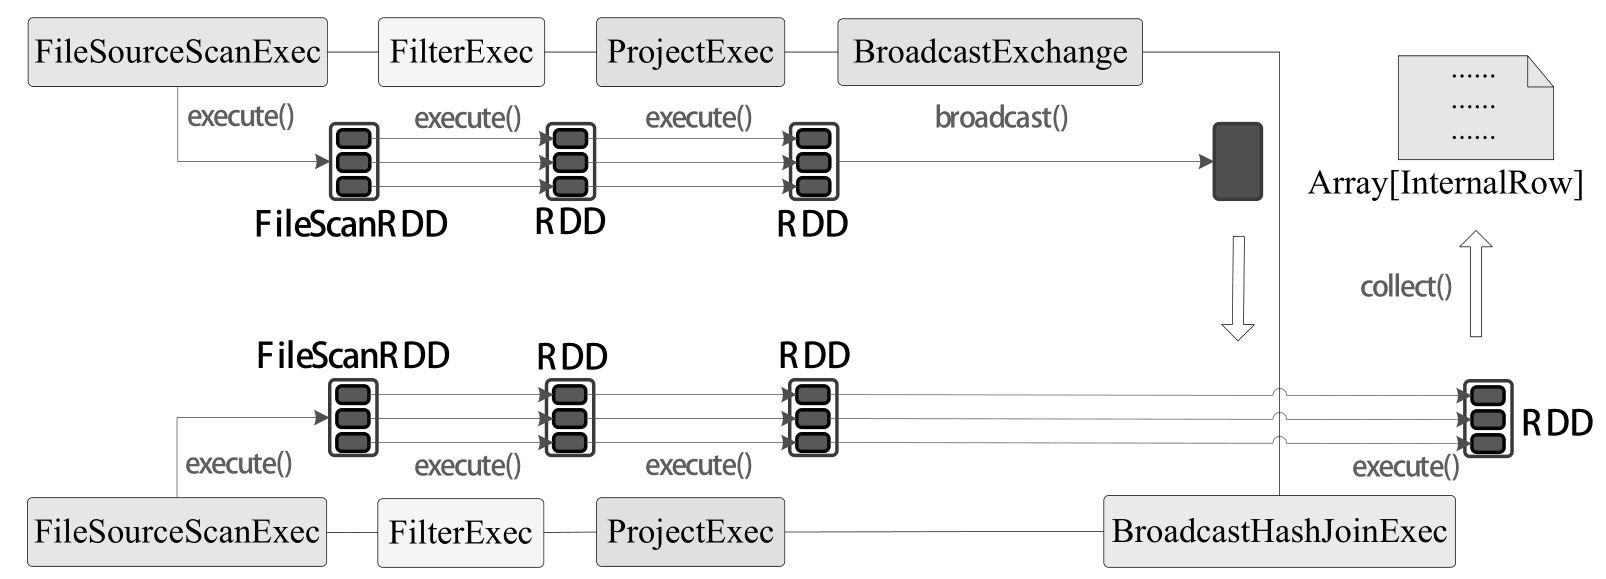 FileSourceScanExec
FilterExec
ProjectExec
BroadcastExchange
execute()
execute()
execute()
broadcast()
......
......
......
Array[InternalRow]
FileScanRDD
RDD
RDD
collect()
FileScanRDD
RDD
RDD
RDD
execute()
execute()
execute()
execute()
FileSourceScanExec
FilterExec
ProjectExec
BroadcastHashJoinExec